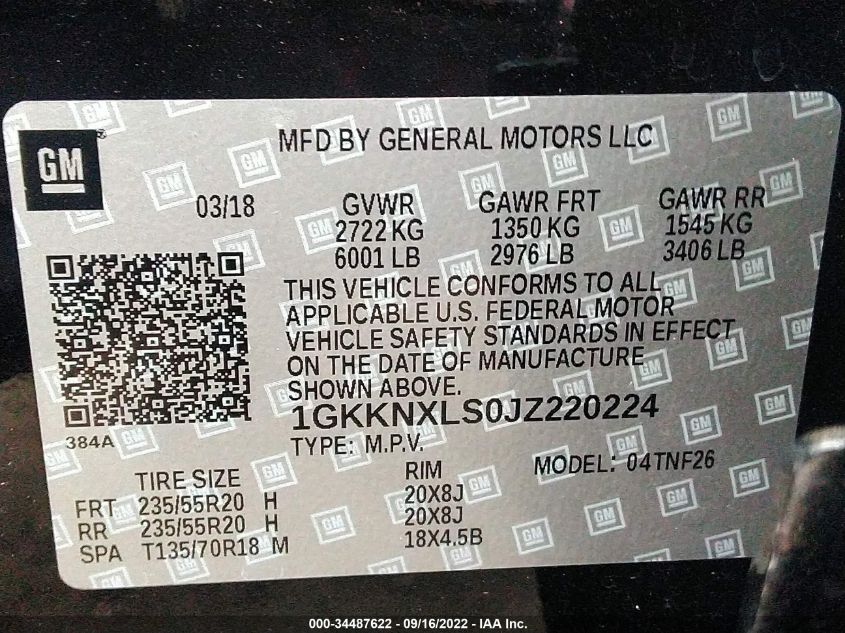 GM
MFD BY GENERAL MOTORS LLC
03/18
GVWR GAWR FRT GAWR RR
2722 KG 1350 KG 1545 KG
6001 LB 2976 LB 3406 LB
THIS VEHICLE CONFORMS TO ALL
APPLICABLE U.S. FEDERAL MOTOR
VEHICLE SAFETY STANDARDS IN EFFECT
ON THE DATE OF MANUFACTURE
SHOWN ABOVE.
1GKKNXLS0JZ220224
384A
TYPE: M.P.V.
TIRE SIZE RIM MODEL: 04TNF26
FRT 235/55R20 H 20X8J
RR 235/55R20 H 20X8J
SPA T135/70R18 M 18X4.5B
000-34487622 - 09/16/2022 - IAA Inc.